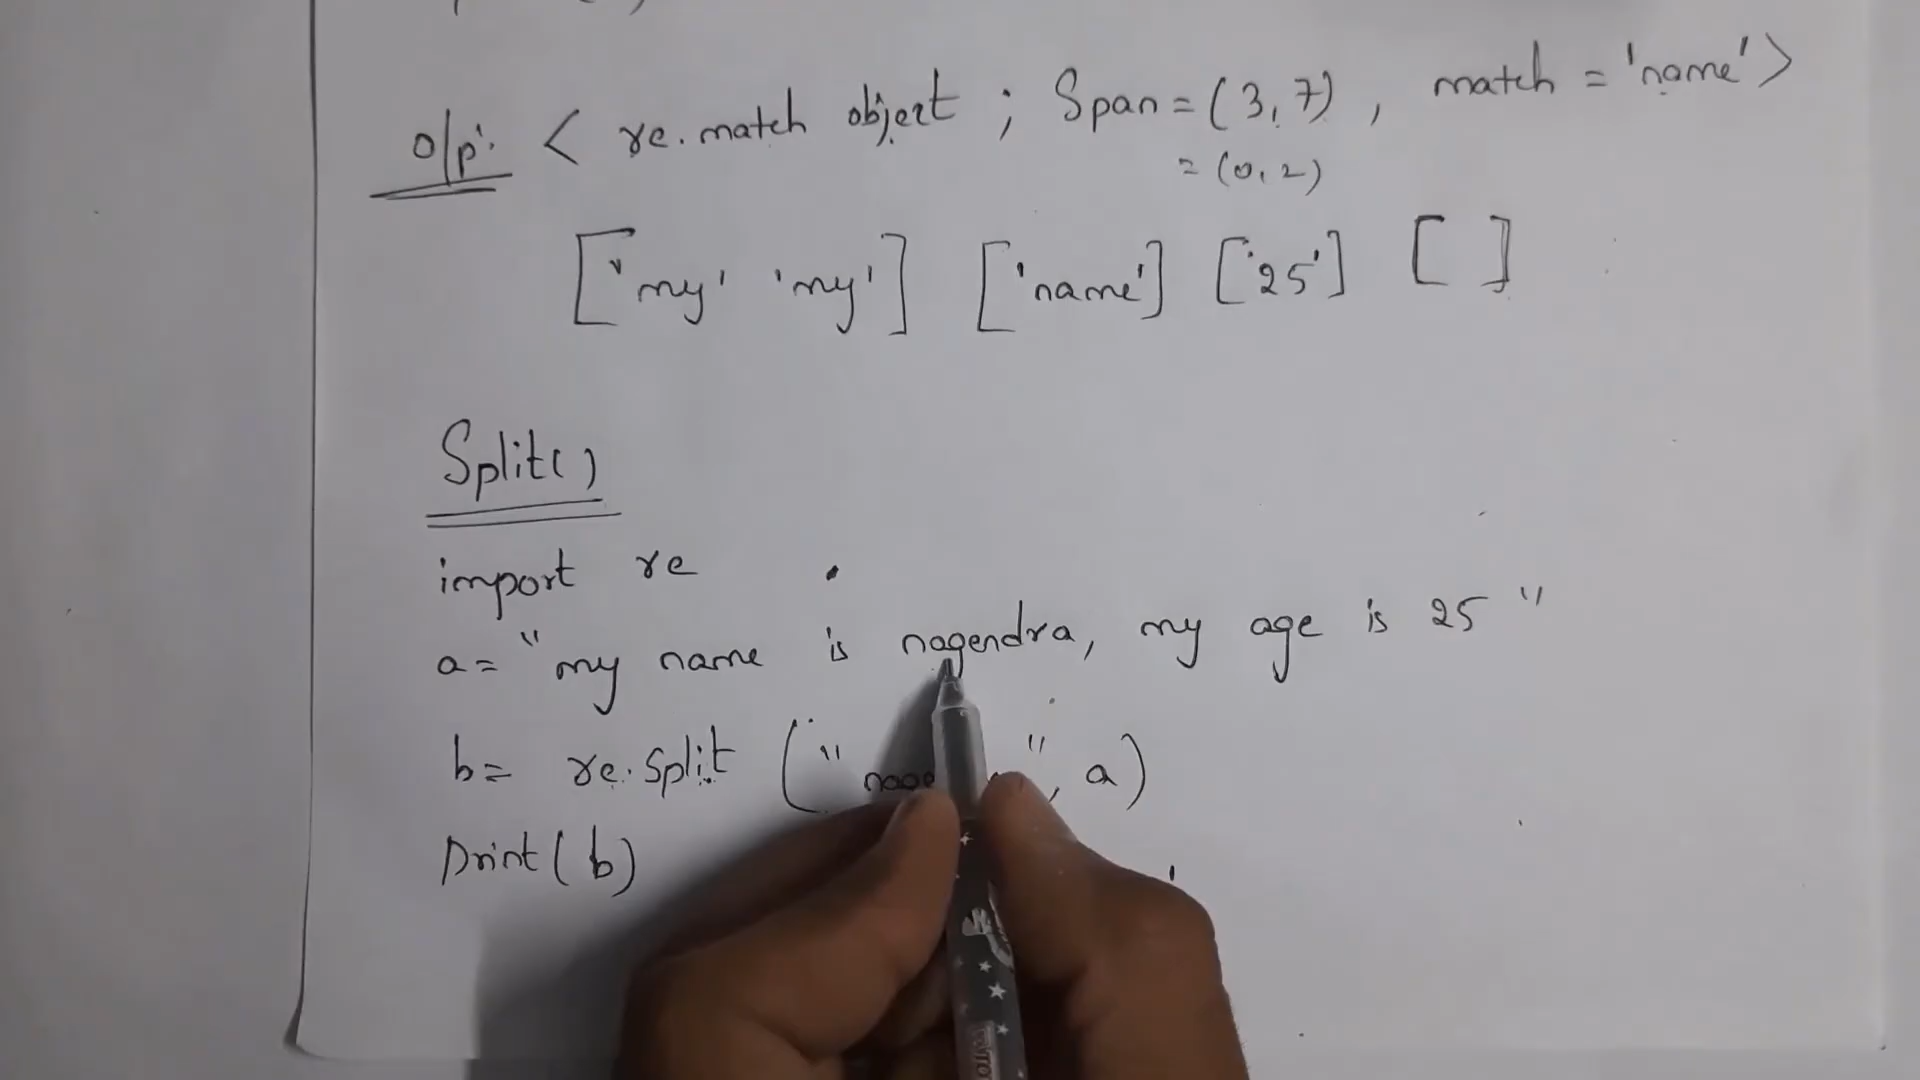 O/p: < re.match object ; Span = (3, 7) , match = 'name' >
= (0, 2)
['my' 'my'] ['name'] ['25'] [ ]
Split()
import re
a = "my name is nagendra, my age is 25"
b = re.split (" ", a)
Print(b)